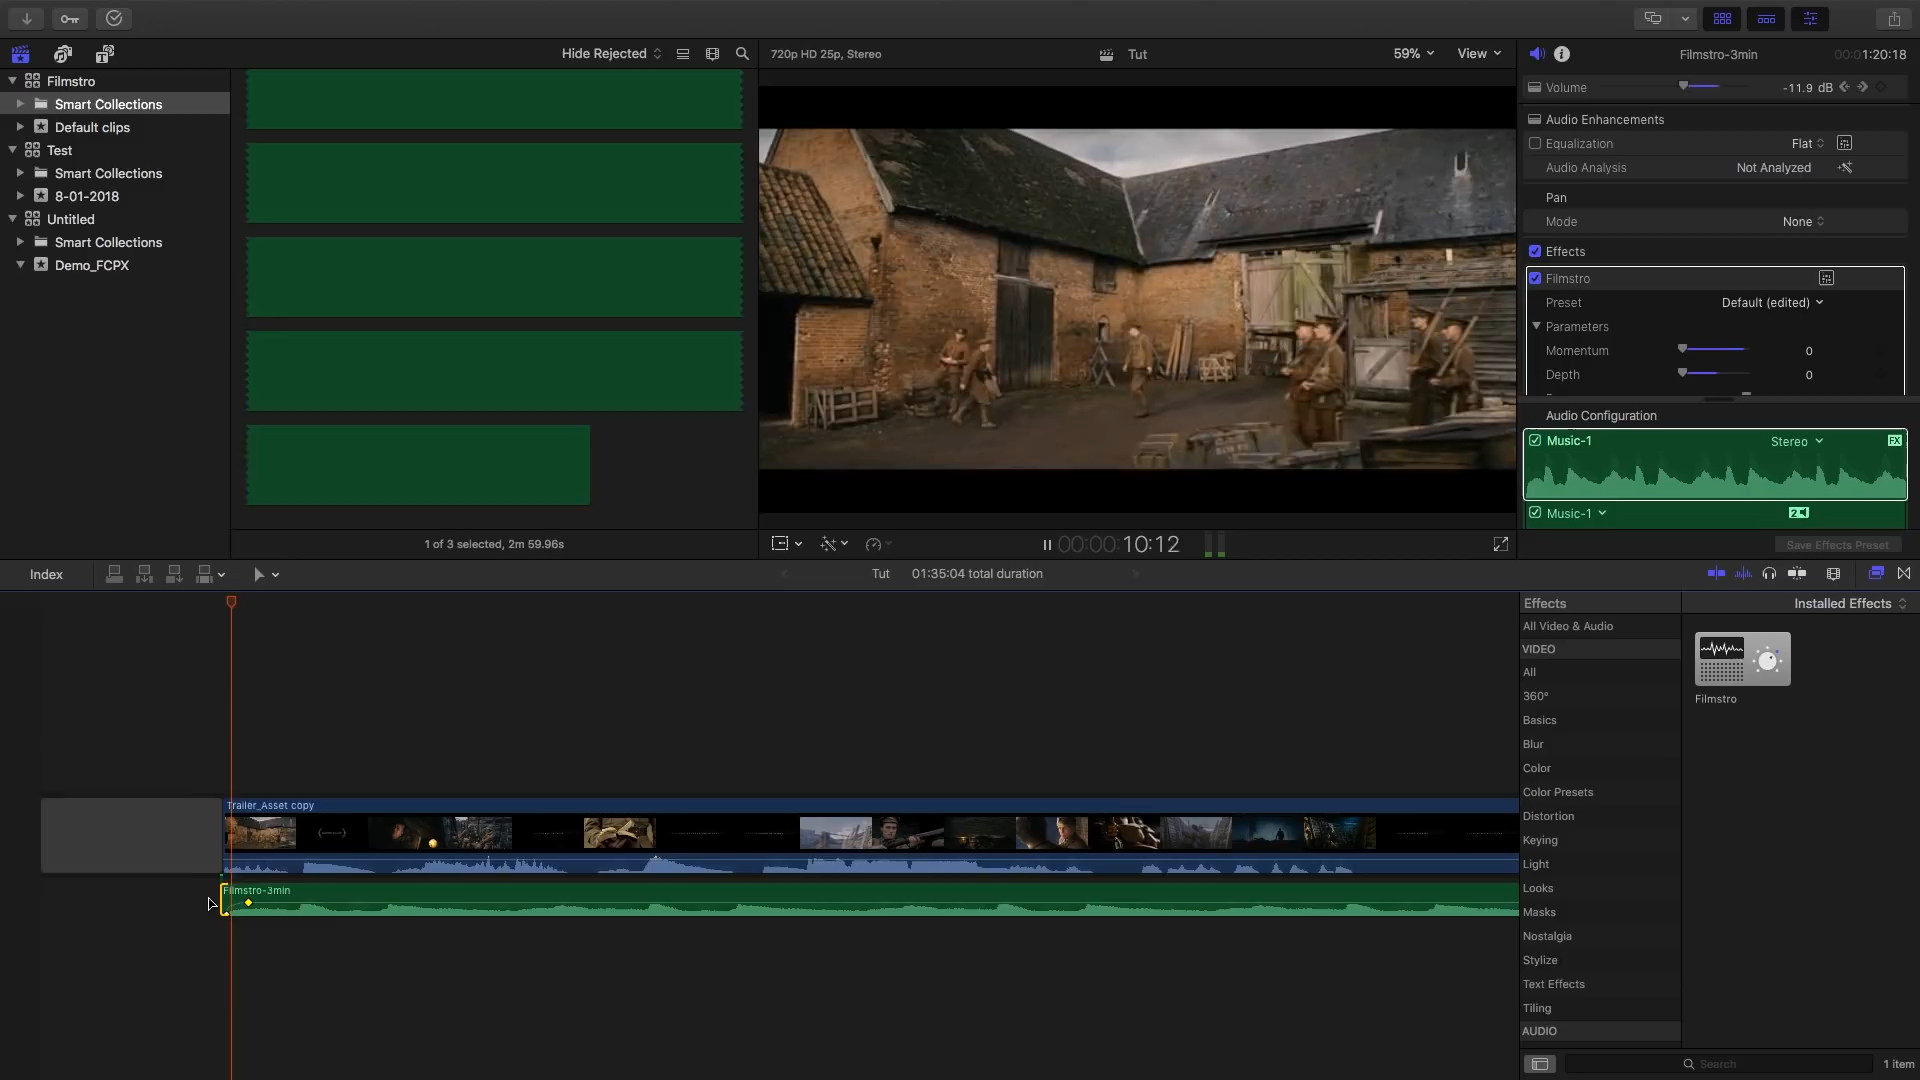 Hide Rejected
720p HD 25p, Stereo
Tut
59%
View
Filmstro-3min
00:01:20:18
Filmstro
Smart Collections
Default clips
Test
Smart Collections
8-01-2018
Untitled
Smart Collections
Demo_FCPX
1 of 3 selected, 2m 59.96s
00:00:10:12
Volume
-11.9 dB
Audio Enhancements
Equalization
Flat
Audio Analysis
Not Analyzed
Pan
Mode
None
Effects
Filmstro
Preset
Default (edited)
Parameters
Momentum
0
Depth
0
Audio Configuration
Music-1
Stereo
FX
Music-1
2
Save Effects Preset
Index
Tut
01:35:04 total duration
Trailer_Asset copy
Filmstro-3min
Effects
Installed Effects
All Video & Audio
VIDEO
All
360°
Basics
Blur
Color
Color Presets
Distortion
Keying
Light
Looks
Masks
Nostalgia
Stylize
Text Effects
Tiling
AUDIO
Filmstro
Search
1 item